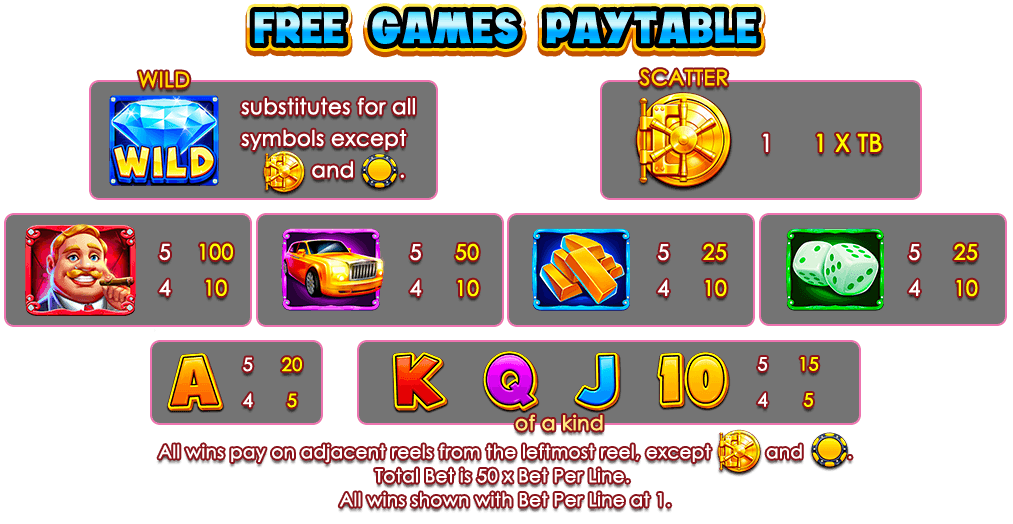 FREE GAMES PAYTABLE
WILD
WILD
substitutes for all
symbols except
and .
SCATTER
1 1 X TB
5 100
4 10
5 50
4 10
5 25
4 10
5 25
4 10
A
5 20
4 5
K Q J 10
5 15
4 5
of a kind
All wins pay on adjacent reels from the leftmost reel, except and .
Total Bet is 50 x Bet Per Line.
All wins shown with Bet Per Line at 1.